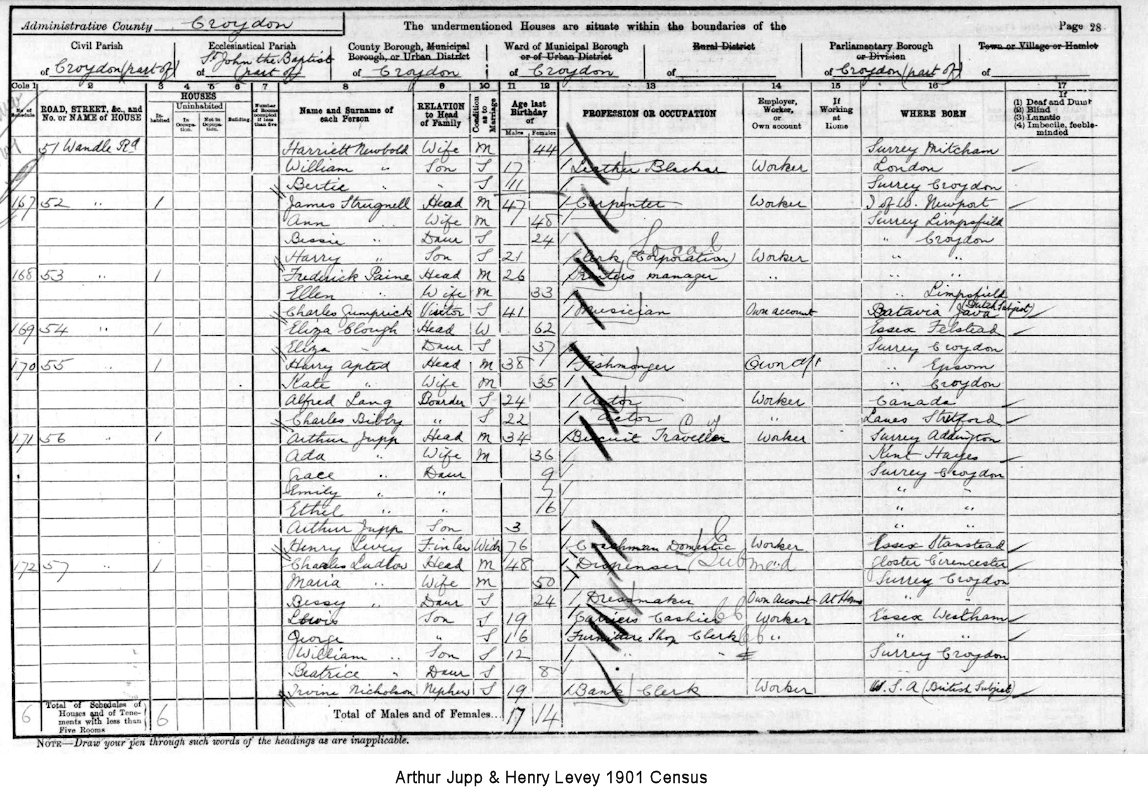 Administrative County Croydon The undermentioned Houses are situate within the boundaries of the Page 28
Civil Parish Ecclesiastical Parish County Borough, Municipal Borough, or Urban District Ward of Municipal Borough or of Urban District Rural District Parliamentary Borough or Division Town or Village or Hamlet
of Croydon (part of) of St John the Baptist (part of) of Croydon of Croydon of of Croydon (part of) of
Cols 1 2 3 4 5 6 7 8 9 10 11 12 13 14 15 16 17
No. of Schedule ROAD, STREET, &c., and No. or NAME of HOUSE HOUSES Inhabited Uninhabited In Occupation. Not in Occupation. Building. Number of Rooms occupied if less than five Name and Surname of each Person RELATION to Head of Family Condition as to Marriage Age last Birthday of Males Females PROFESSION OR OCCUPATION Employer, Worker, or Own account If Working at Home WHERE BORN If (1) Deaf and Dumb (2) Blind (3) Lunatic (4) Imbecile, feeble-minded
51 Wandle Rd Harriett Newbold Wife M 44 Surrey Mitcham
William " Son S 17 Worker London
Bertie " " S 11 Surrey Croydon
167 52 " 1 James Strugnell Head M 47 Carpenter Worker I of W. Newport
Ann " Wife M 48 Surrey Limpsfield
Bessie " Daur S 24 " Croydon
Harry " Son S 21 Clerk (Corporation) Local Worker " "
168 53 " 1 Frederick Paine Head M 26 manager " " "
Ellen " Wife M 33 " Limpsfield
Charles Visitor S 41 Musician Own account Batavia Java (Dutch Subject)
169 54 " 1 Eliza Clough Head W 62 Essex Felstead
Eliza " Daur S 37 Surrey Croydon
170 55 " 1 Harry Apted Head M 38 Fishmonger Own a/c " Epsom
Kate " Wife M 35 " Croydon
Alfred Lang Boarder S 24 Actor Worker Canada
Charles Bibby " S 22 Actor " Lancs Stretford
171 56 " 1 Arthur Jupp Head M 34 Biscuit Traveller Worker Surrey Addington
Ada " Wife M 36 Kent Hayes
Grace " Daur 9 Surrey Croydon
Emily " " 7 " "
Ethel " " 6 " "
Arthur Jupp Son 3 " "
Henry Livey Widr 76 Coachman Domestic Worker Essex Stanstead
172 57 " 1 Charles Ludlow Head M 48 Dispenser Gloster Cirencester
Maria " Wife M 50 Surrey Croydon
Bessy " Daur S 24 Dressmaker Own account At Home " "
Lewis Son S 19 Carriers Cashier Worker Essex Westham
George " S 16 Furniture Shop Clerk " " "
William " Son S 12 " " Surrey Croydon
Beatrice " Daur S 8
Irvine Nicholson Nephew S 19 Bank Clerk Worker U.S.A (British Subject)
6 Total of Schedules of Houses and of Tenements with less than Five Rooms 6 Total of Males and of Females... 17 14
NOTE—Draw your pen through such words of the headings as are inapplicable.
Arthur Jupp & Henry Levey 1901 Census